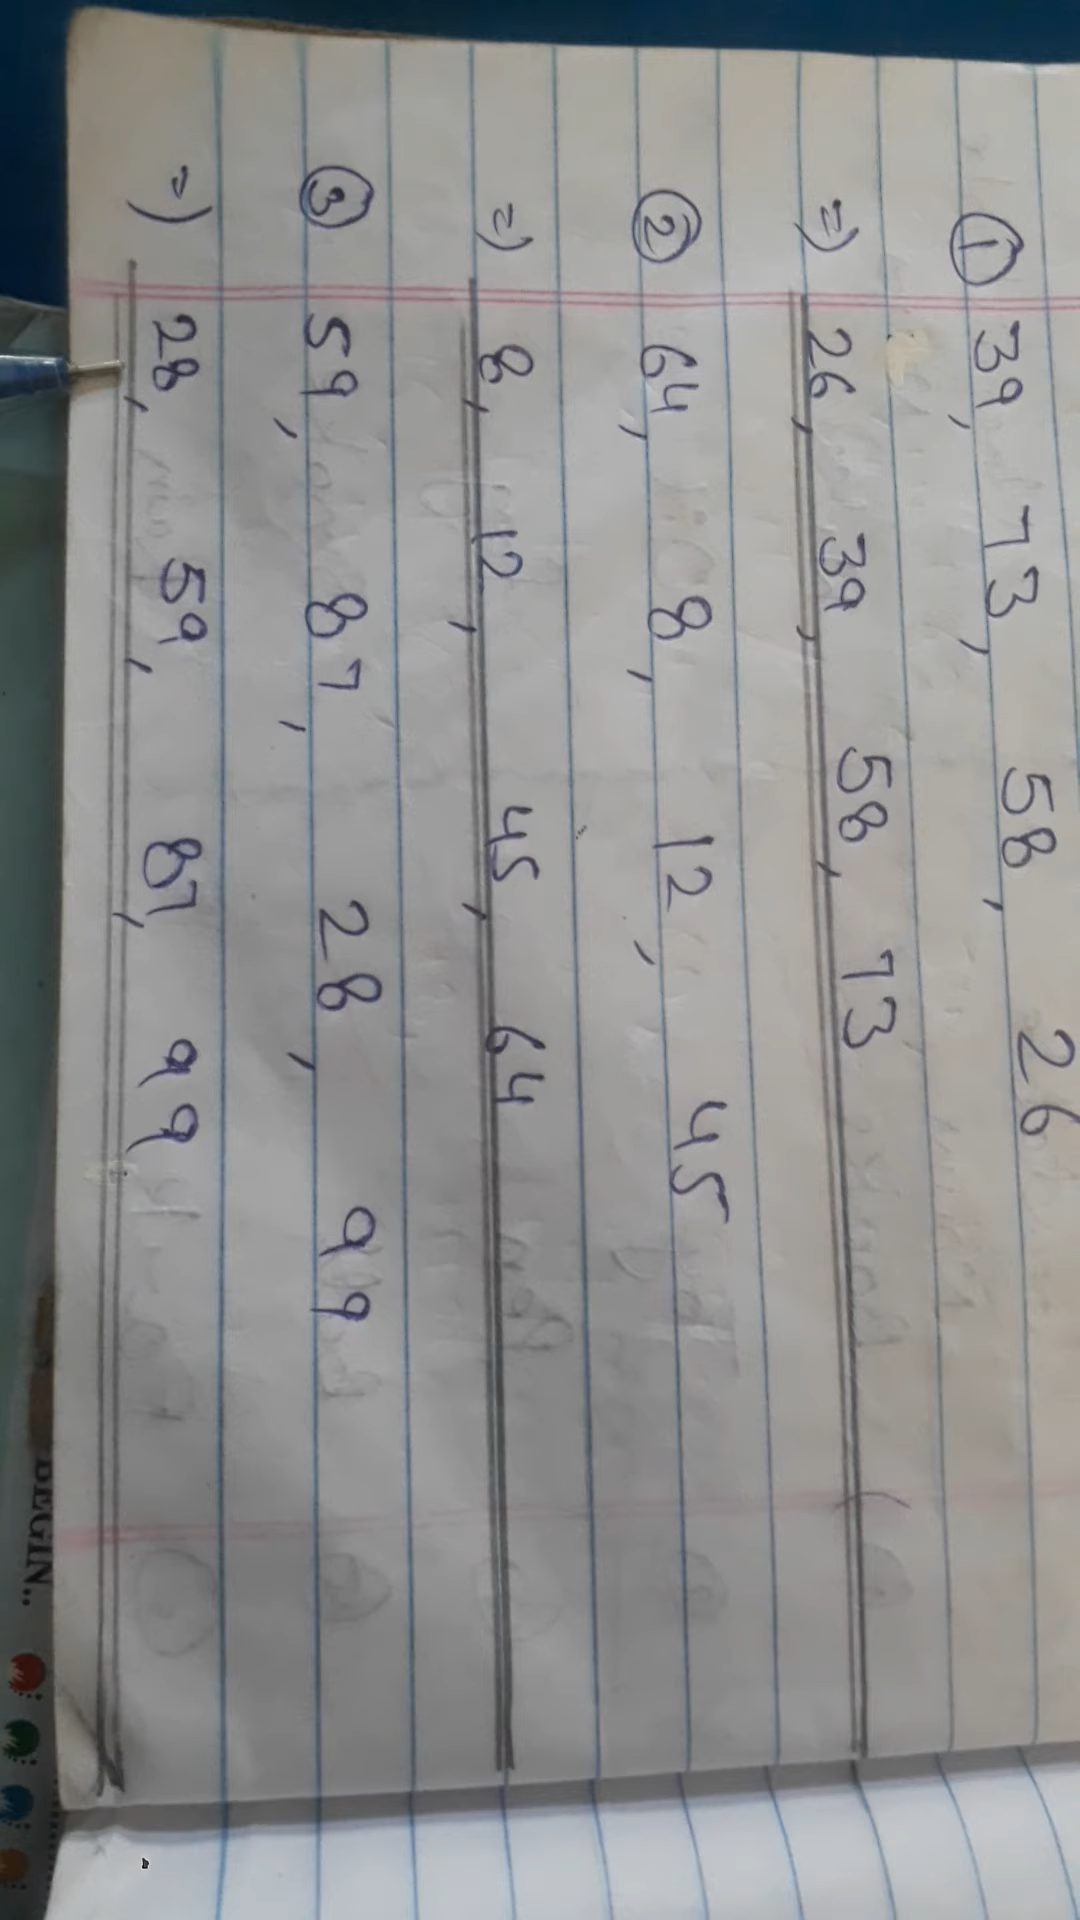 ① 39, 73, 58, 26
=) 26, 39, 58, 73
② 64, 8, 12, 45
=) 8, 12, 45, 64
③ 59, 87, 28, 99
=) 28, 59, 87, 99
BEGIN..